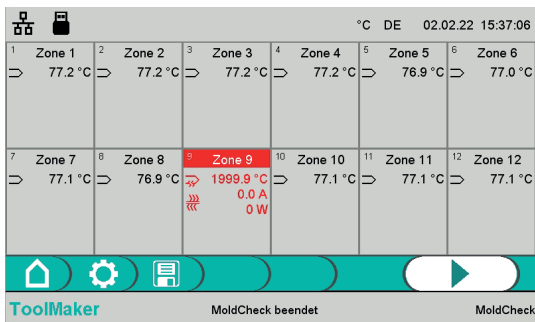 °C DE 02.02.22 15:37:06
1 Zone 1 2 Zone 2 3 Zone 3 4 Zone 4 5 Zone 5 6 Zone 6
77.2 °C 77.2 °C 77.2 °C 77.2 °C 76.9 °C 77.0 °C
7 Zone 7 8 Zone 8 9 Zone 9 10 Zone 10 11 Zone 11 12 Zone 12
77.1 °C 76.9 °C 1999.9 °C 77.1 °C 77.1 °C 77.1 °C
0.0 A
0 W
ToolMaker MoldCheck beendet MoldCheck